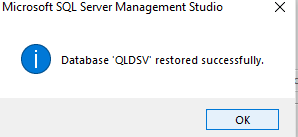 Microsoft SQL Server Management Studio
Database 'QLDSV' restored successfully.
OK